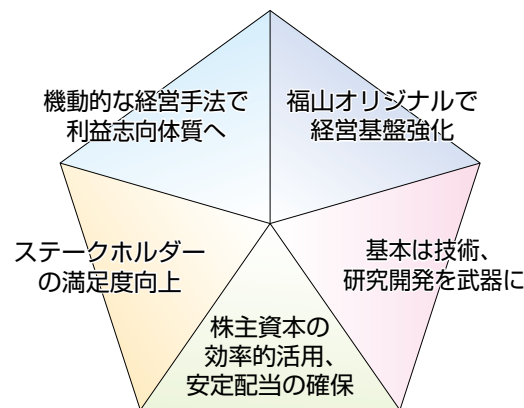 機動的な経営手法で
利益志向体質へ
福山オリジナルで
経営基盤強化
ステークホルダー
の満足度向上
基本は技術、
研究開発を武器に
株主資本の
効率的活用、
安定配当の確保